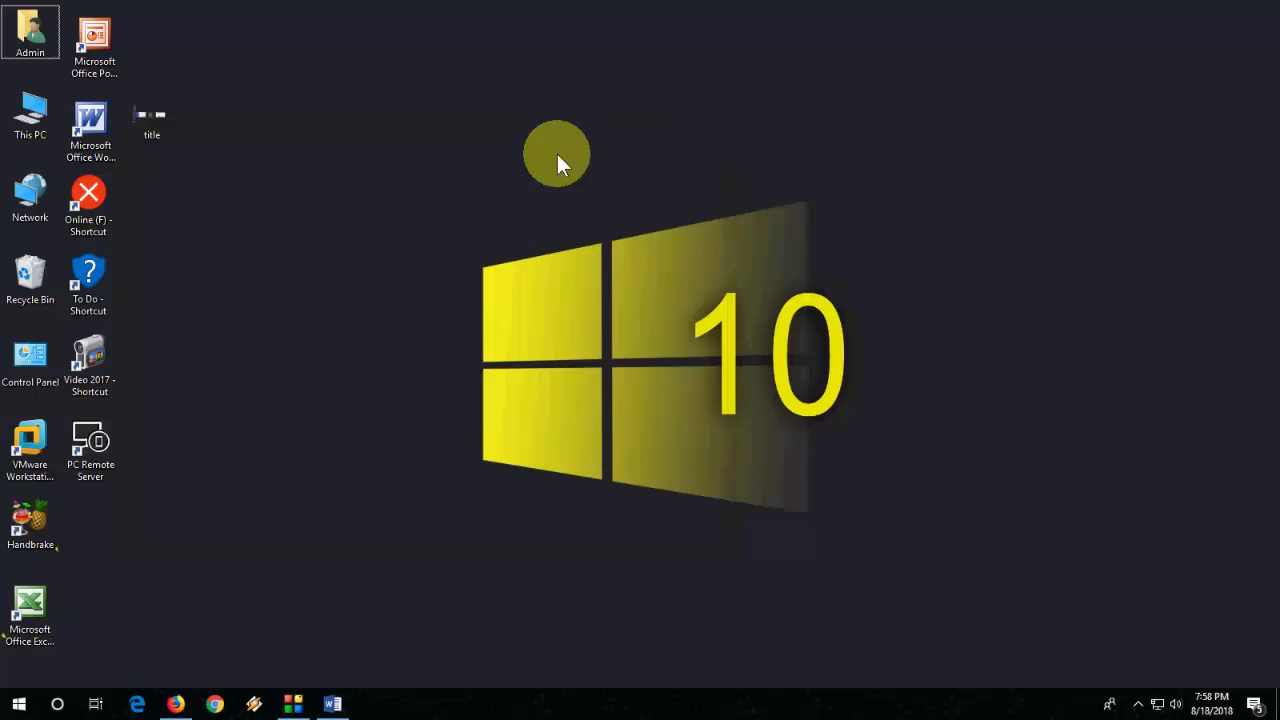 Admin
This PC
Network
Recycle Bin
Control Panel
VMware
Workstati...
Handbrake
Microsoft
Office Exc...
Microsoft
Office Po...
Microsoft
Office Wo...
Online (F) -
Shortcut
To Do -
Shortcut
Video 2017 -
Shortcut
PC Remote
Server
title
10
7:58 PM
8/18/2018
5